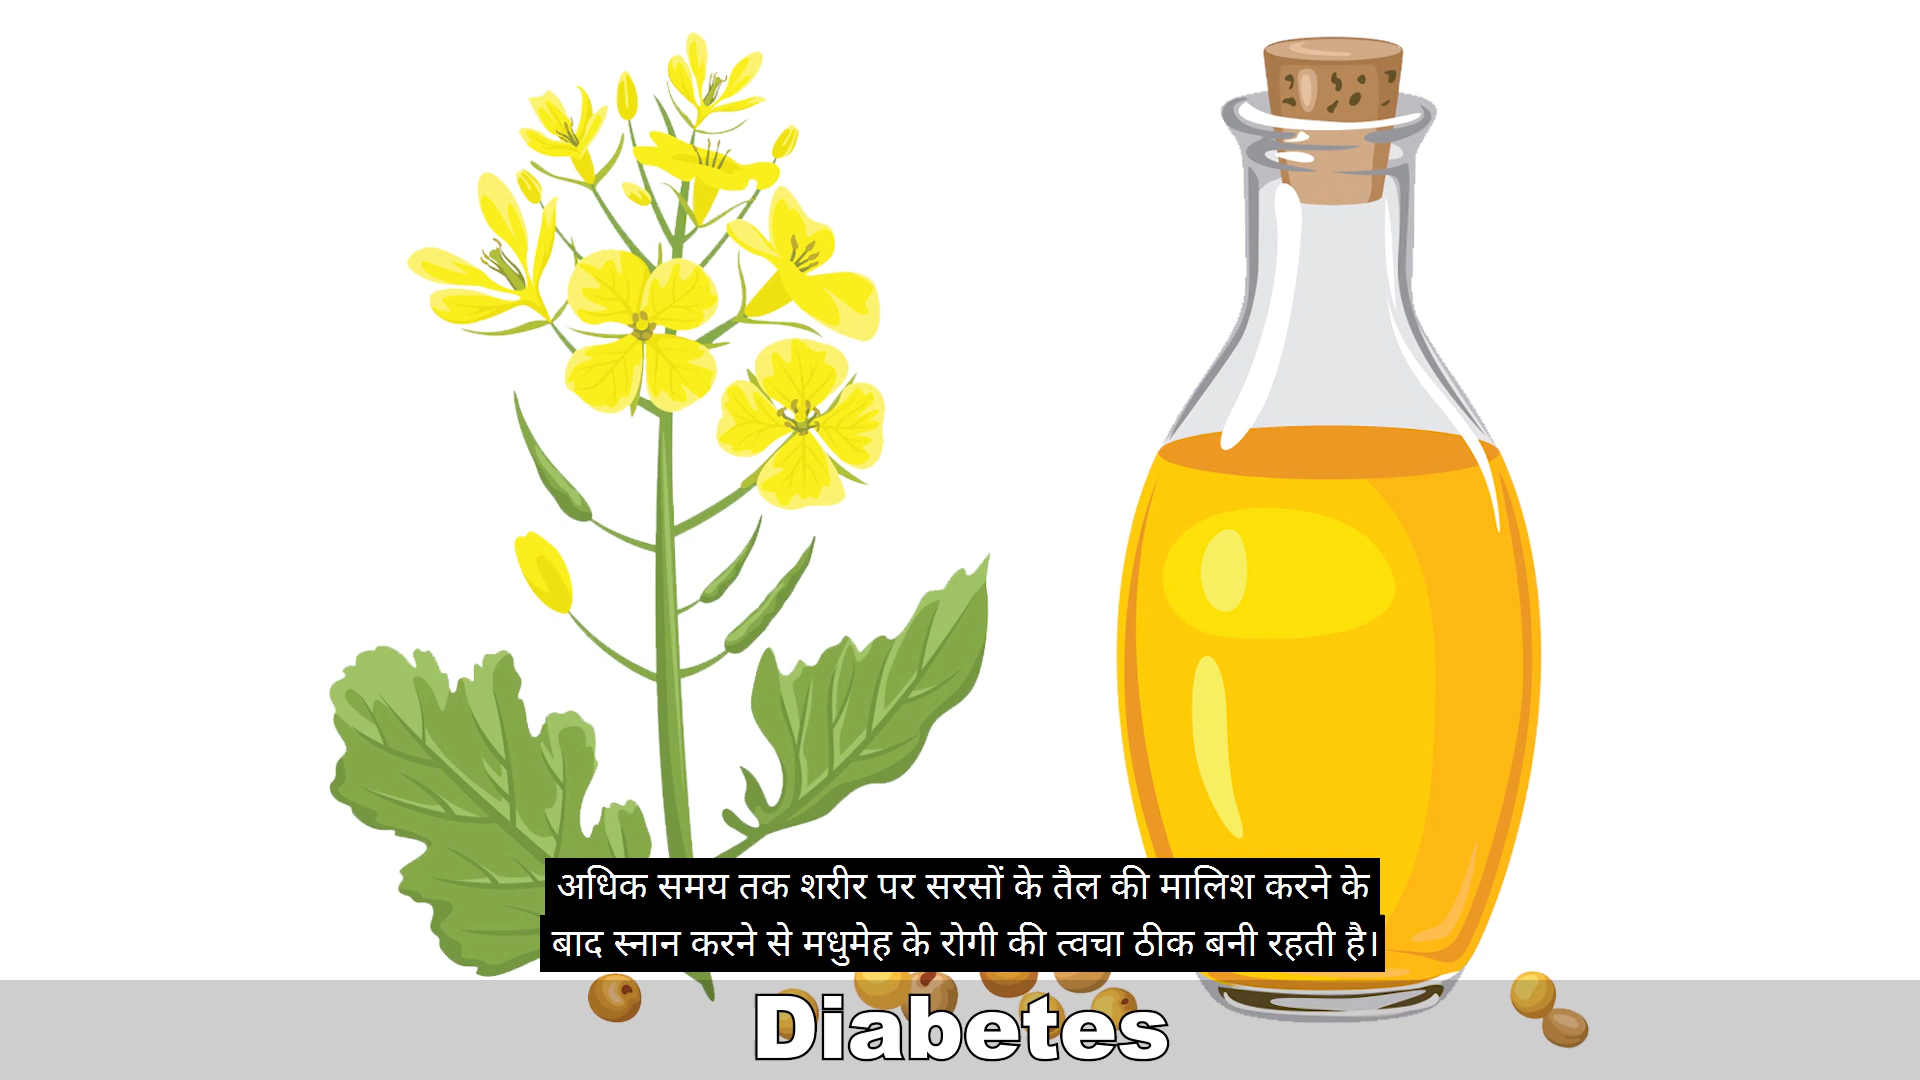 अधिक समय तक शरीर पर सरसों के तैल की मालिश करने के
बाद स्नान करने से मधुमेह के रोगी की त्वचा ठीक बनी रहती है।
Diabetes